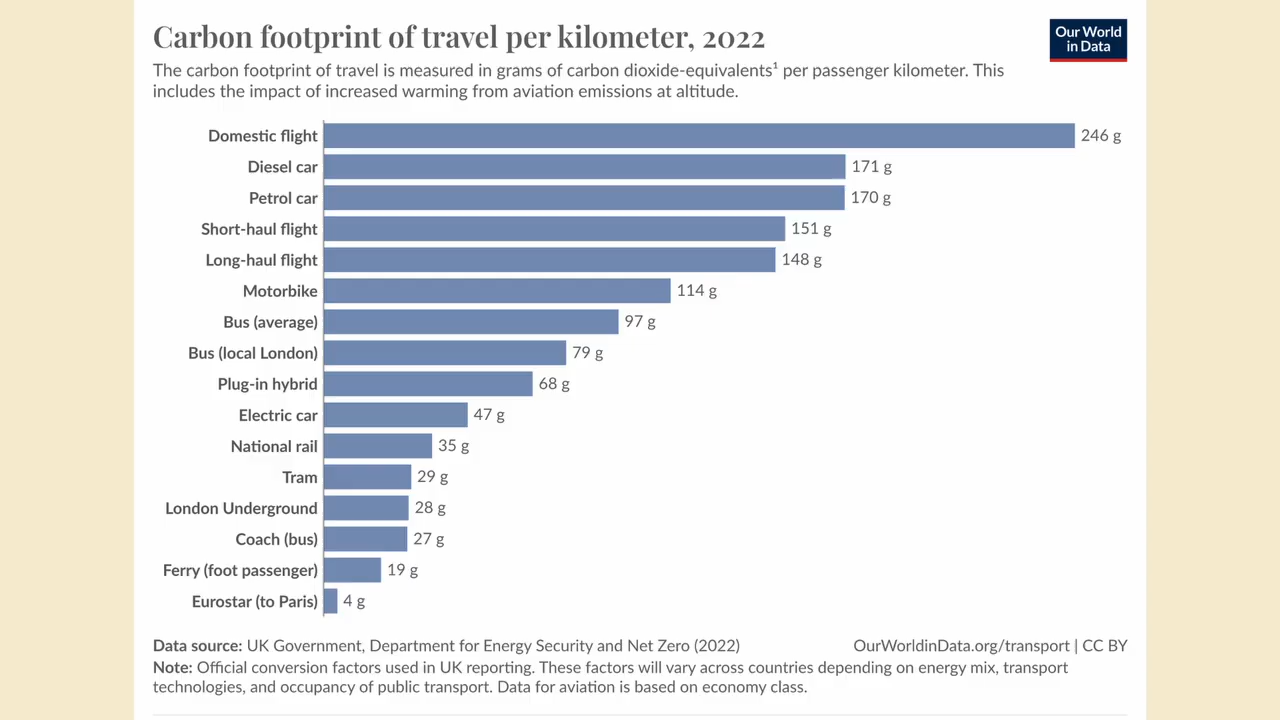 Carbon footprint of travel per kilometer, 2022
Our World
in Data
The carbon footprint of travel is measured in grams of carbon dioxide-equivalents¹ per passenger kilometer. This
includes the impact of increased warming from aviation emissions at altitude.
Domestic flight 246 g
Diesel car 171 g
Petrol car 170 g
Short-haul flight 151 g
Long-haul flight 148 g
Motorbike 114 g
Bus (average) 97 g
Bus (local London) 79 g
Plug-in hybrid 68 g
Electric car 47 g
National rail 35 g
Tram 29 g
London Underground 28 g
Coach (bus) 27 g
Ferry (foot passenger) 19 g
Eurostar (to Paris) 4 g
Data source: UK Government, Department for Energy Security and Net Zero (2022) OurWorldinData.org/transport | CC BY
Note: Official conversion factors used in UK reporting. These factors will vary across countries depending on energy mix, transport
technologies, and occupancy of public transport. Data for aviation is based on economy class.